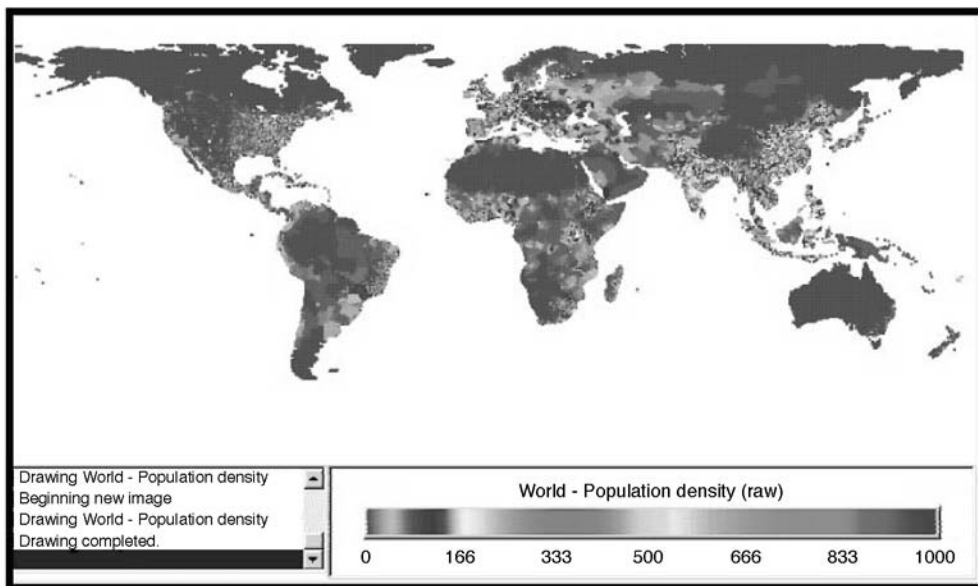 Drawing World - Population density
Beginning new image
Drawing World - Population density
Drawing completed.
World - Population density (raw)
0 166 333 500 666 833 1000